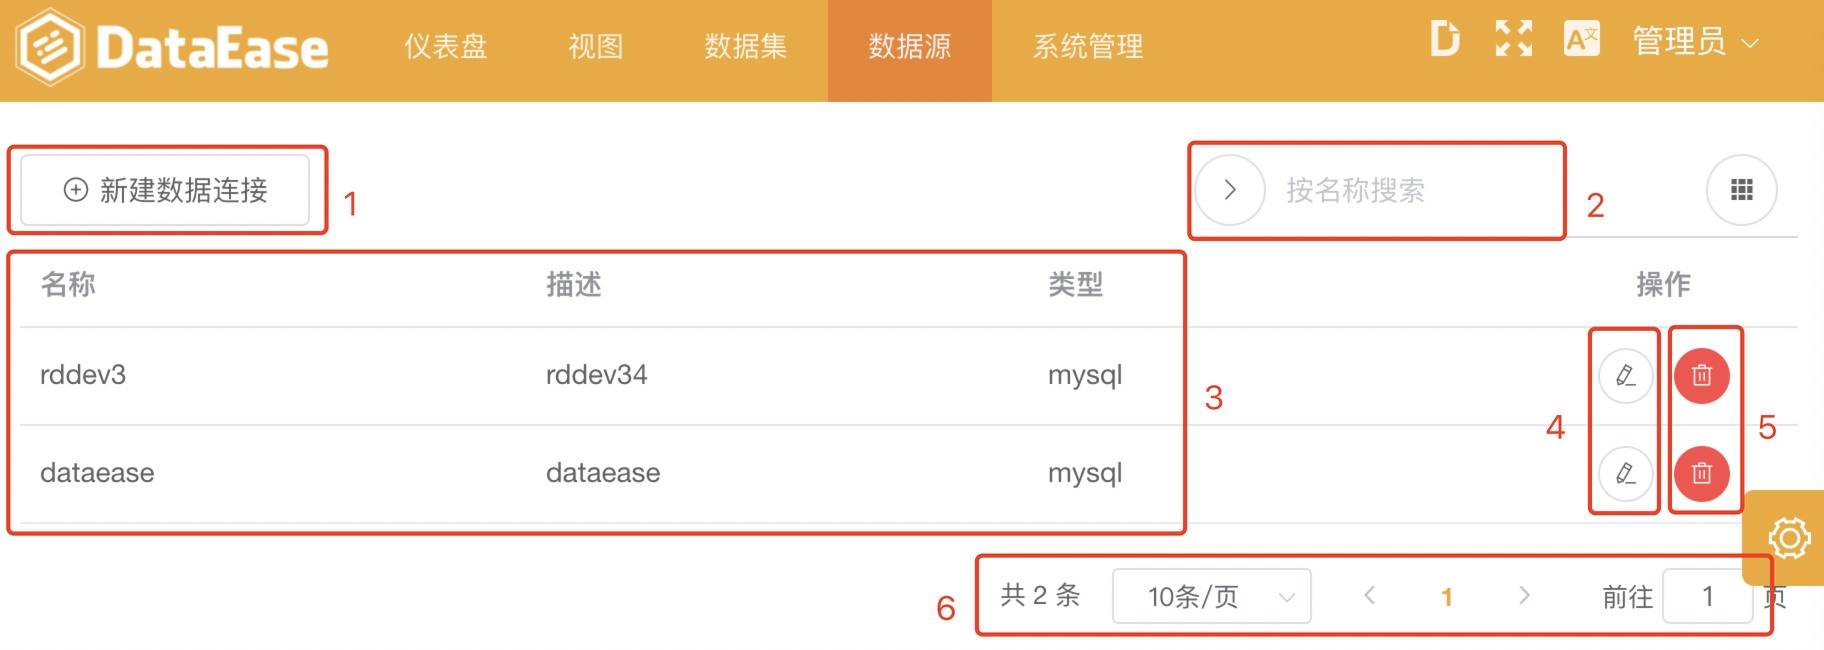 DataEase 仪表盘 视图 数据集 数据源 系统管理 A文 管理员
新建数据连接 1 按名称搜索 2
名称 描述 类型 操作
rddev3 rddev34 mysql
3
4 5
dataease dataease mysql
6 共 2 条 10条/页 1 前往 1 页